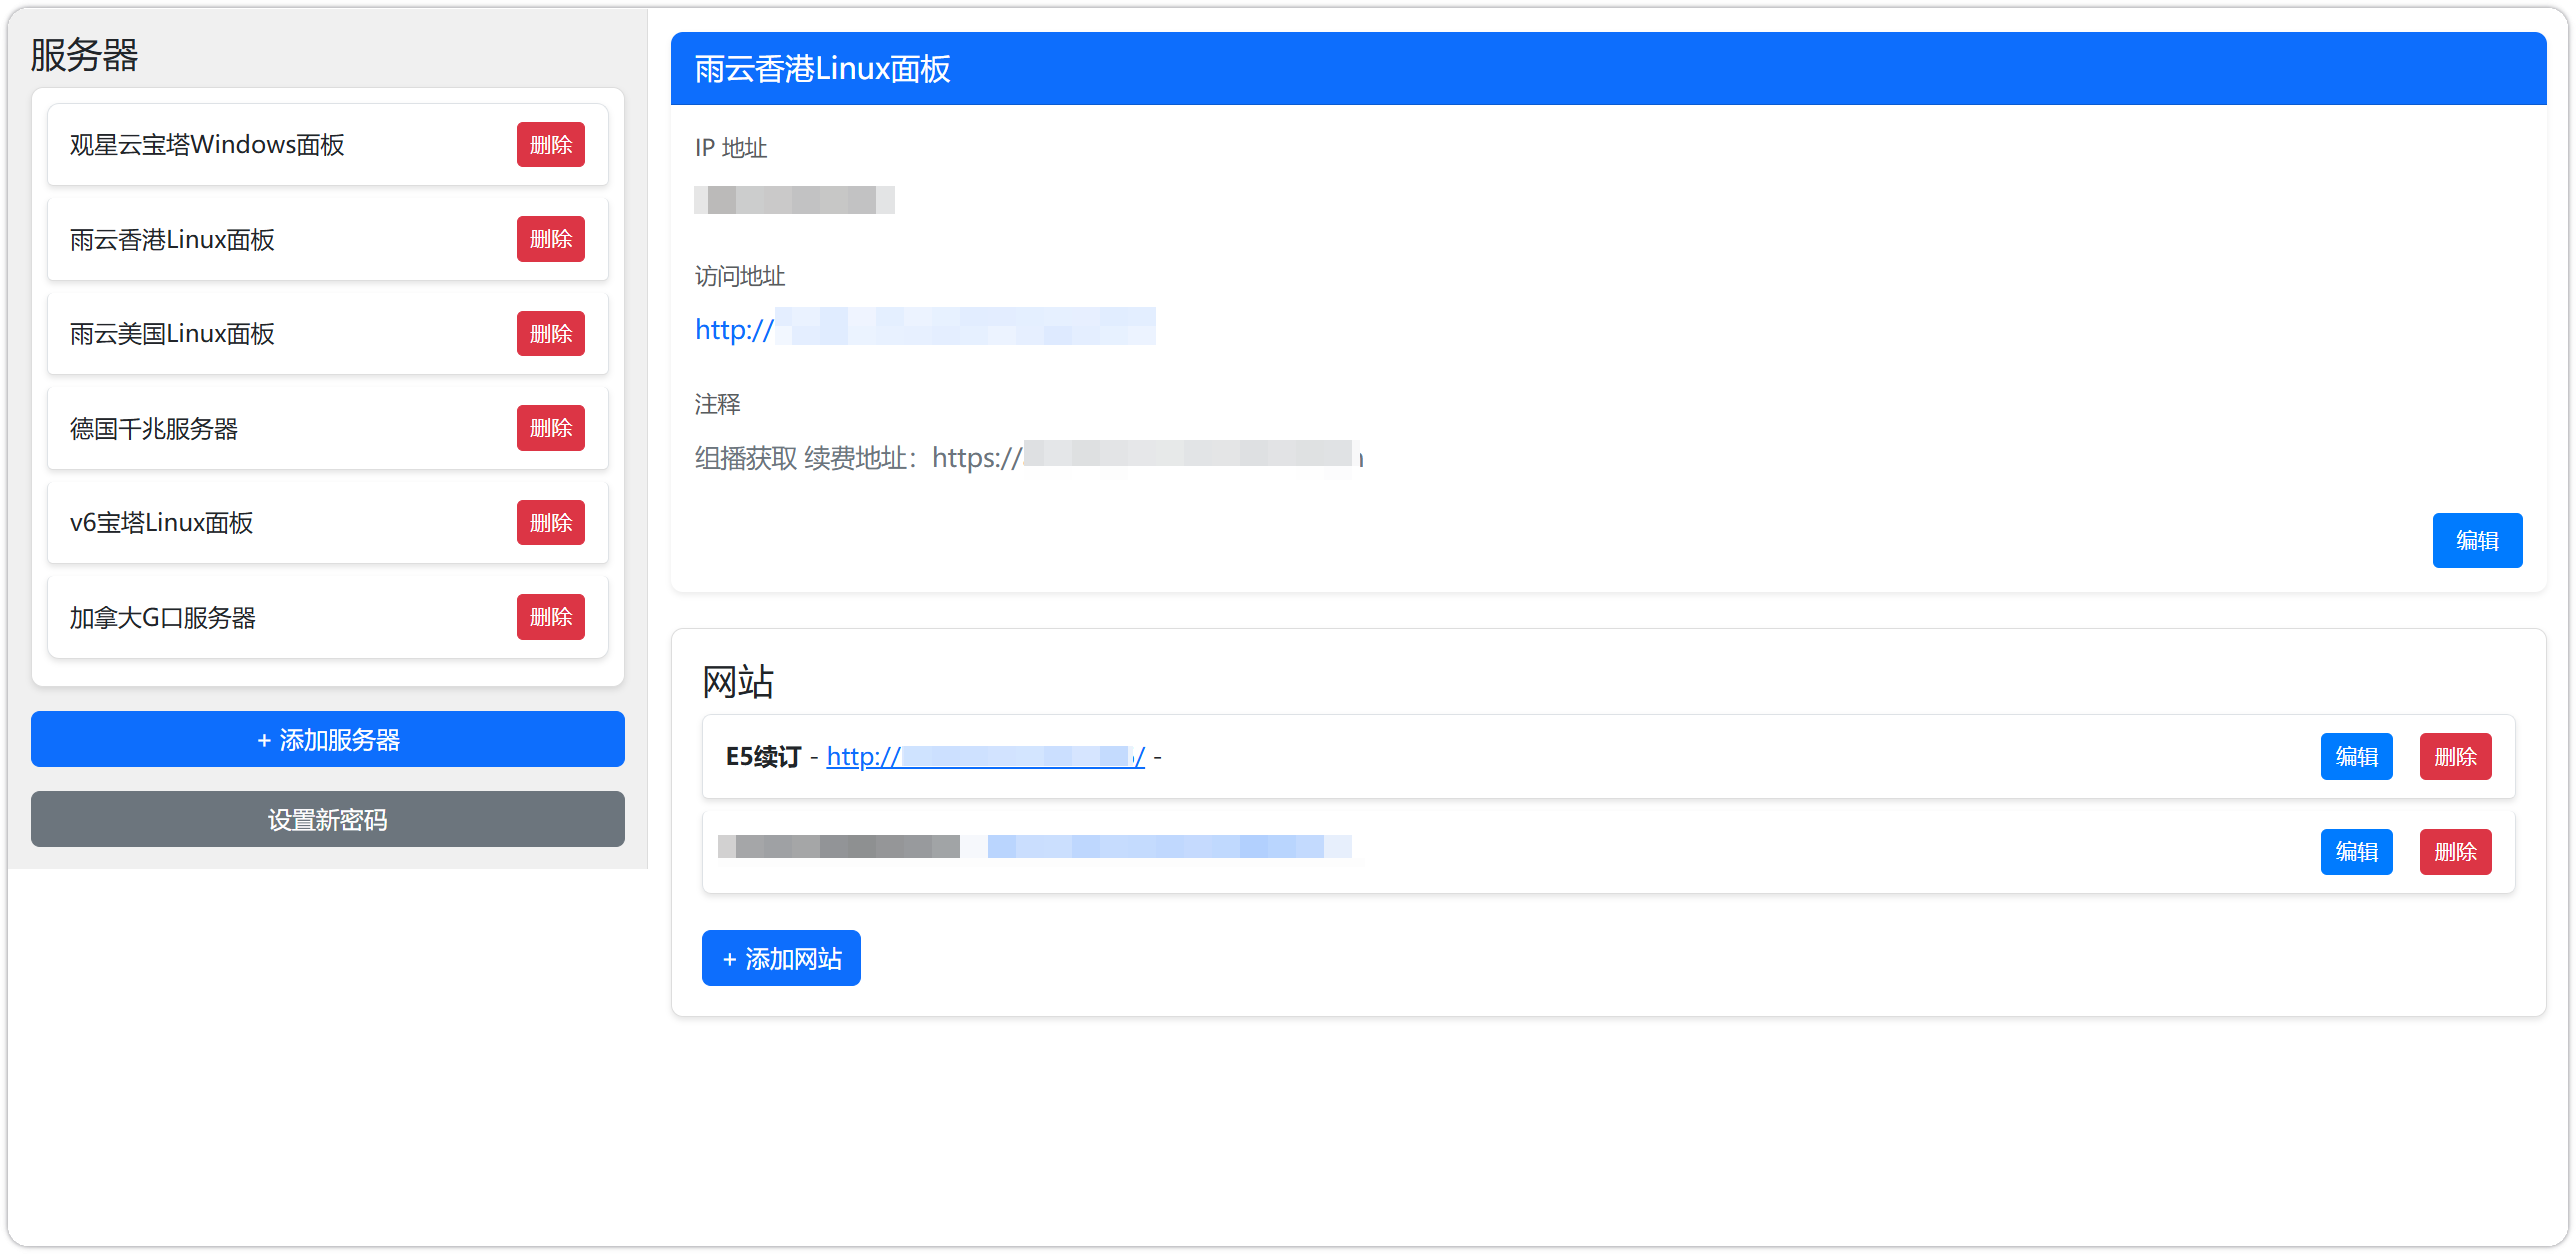 服务器
观星云宝塔Windows面板 删除
雨云香港Linux面板 删除
雨云美国Linux面板 删除
德国千兆服务器 删除
v6宝塔Linux面板 删除
加拿大G口服务器 删除
+ 添加服务器
设置新密码
雨云香港Linux面板
IP 地址
访问地址
http://
注释
组播获取 续费地址：https://
编辑
网站
E5续订 - http:// / - 编辑 删除
编辑 删除
+ 添加网站